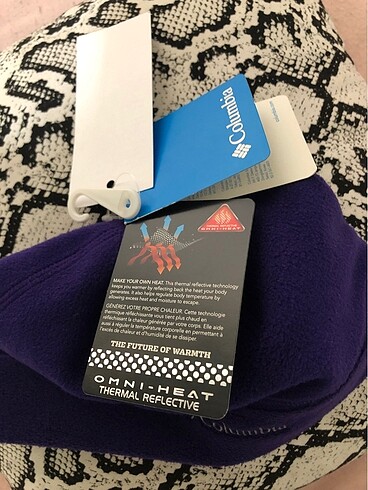 Columbia
THERMAL REFLECTIVE
OMNI-HEAT
MAKE YOUR OWN HEAT. This thermal reflective technology
keeps you warmer by reflecting back the heat your body
generates. It also helps regulate body temperature by
allowing excess heat and moisture to escape.
GÉNÉREZ VOTRE PROPRE CHALEUR. Cette technologie
thermique réfléchissante vous tient plus chaud en
réfléchissant la chaleur générée par votre corps. Elle aide
aussi à réguler la température corporelle en permettant à
l'excès de chaleur et d'humidité de se dissiper.
THE FUTURE OF WARMTH
OMNI-HEAT
THERMAL REFLECTIVE
Columbia